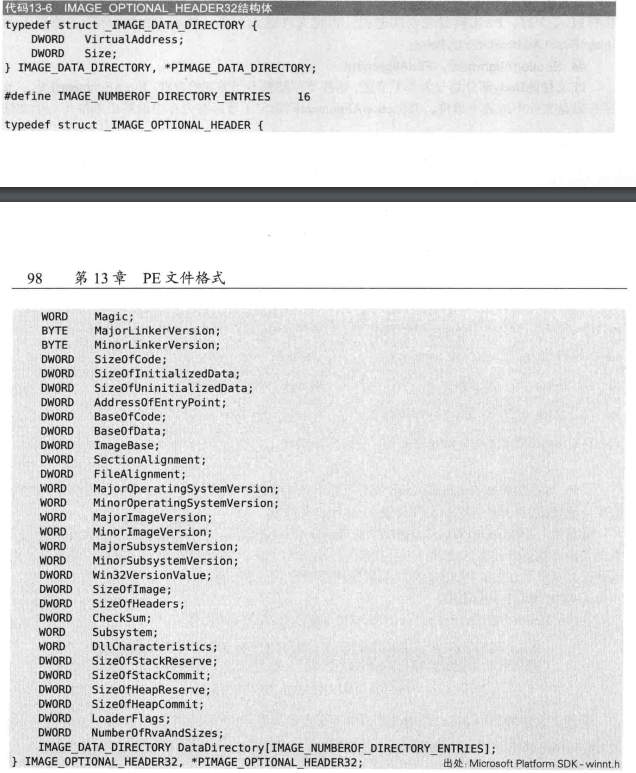 代码13-6 IMAGE_OPTIONAL_HEADER32结构体
typedef struct _IMAGE_DATA_DIRECTORY {
DWORD VirtualAddress;
DWORD Size;
} IMAGE_DATA_DIRECTORY, *PIMAGE_DATA_DIRECTORY;
#define IMAGE_NUMBEROF_DIRECTORY_ENTRIES 16
typedef struct _IMAGE_OPTIONAL_HEADER {
98 第 13 章 PE 文件格式
WORD Magic;
BYTE MajorLinkerVersion;
BYTE MinorLinkerVersion;
DWORD SizeOfCode;
DWORD SizeOfInitializedData;
DWORD SizeOfUninitializedData;
DWORD AddressOfEntryPoint;
DWORD BaseOfCode;
DWORD BaseOfData;
DWORD ImageBase;
DWORD SectionAlignment;
DWORD FileAlignment;
WORD MajorOperatingSystemVersion;
WORD MinorOperatingSystemVersion;
WORD MajorImageVersion;
WORD MinorImageVersion;
WORD MajorSubsystemVersion;
WORD MinorSubsystemVersion;
DWORD Win32VersionValue;
DWORD SizeOfImage;
DWORD SizeOfHeaders;
DWORD CheckSum;
WORD Subsystem;
WORD DllCharacteristics;
DWORD SizeOfStackReserve;
DWORD SizeOfStackCommit;
DWORD SizeOfHeapReserve;
DWORD SizeOfHeapCommit;
DWORD LoaderFlags;
DWORD NumberOfRvaAndSizes;
IMAGE_DATA_DIRECTORY DataDirectory[IMAGE_NUMBEROF_DIRECTORY_ENTRIES];
} IMAGE_OPTIONAL_HEADER32, *PIMAGE_OPTIONAL_HEADER32; 出处: Microsoft Platform SDK - winnt.h